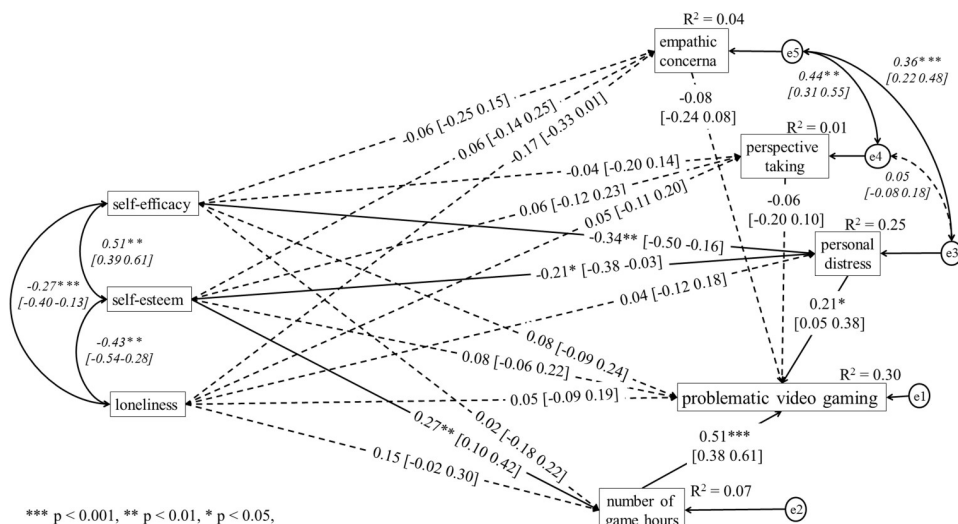 R² = 0.04
empathic
concerna
e5
0.36***
[0.22 0.48]
0.44**
[0.31 0.55]
-0.08
[-0.24 0.08]
-0.06 [-0.25 0.15]
0.06 [-0.14 0.25]
-0.17 [-0.33 0.01]
R² = 0.01
perspective
taking
e4
0.05
[-0.08 0.18]
-0.04 [-0.20 0.14]
0.06 [-0.12 0.23]
0.05 [-0.11 0.20]
-0.06
[-0.20 0.10]
self-efficacy
R² = 0.25
personal
distress
e3
-0.34** [-0.50 -0.16]
0.51**
[0.39 0.61]
-0.21* [-0.38 -0.03]
-0.27***
[-0.40 -0.13]
self-esteem
0.04 [-0.12 0.18]
0.21*
[0.05 0.38]
-0.43**
[-0.54-0.28]
0.08 [-0.09 0.24]
0.08 [-0.06 0.22]
R² = 0.30
problematic video gaming
e1
loneliness
0.05 [-0.09 0.19]
0.02 [-0.18 0.22]
0.27** [0.10 0.42]
0.51***
[0.38 0.61]
0.15 [-0.02 0.30]
R² = 0.07
number of
game hours
e2
*** p < 0.001, ** p < 0.01, * p < 0.05,